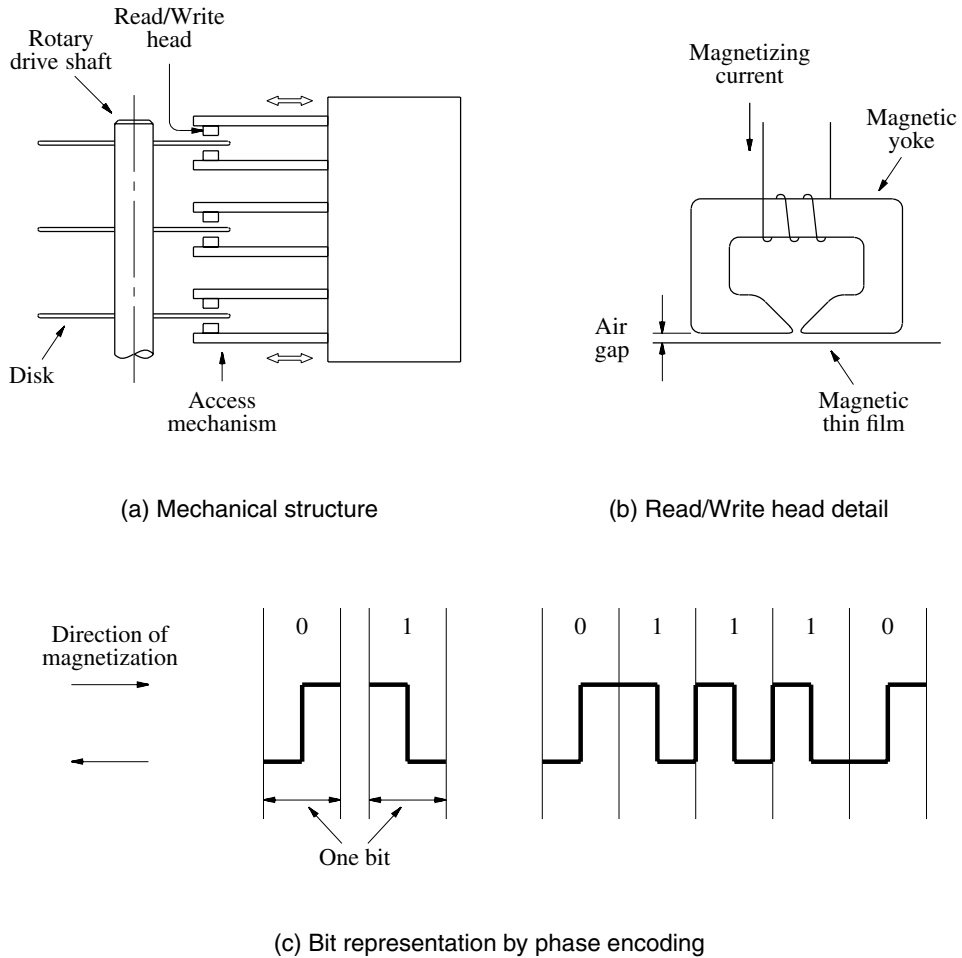 Read/Write
head
Rotary
drive shaft
Disk
Access
mechanism
(a) Mechanical structure
Magnetizing
current
Magnetic
yoke
Air
gap
Magnetic
thin film
(b) Read/Write head detail
Direction of
magnetization
0 1
One bit
0 1 1 1 0
(c) Bit representation by phase encoding